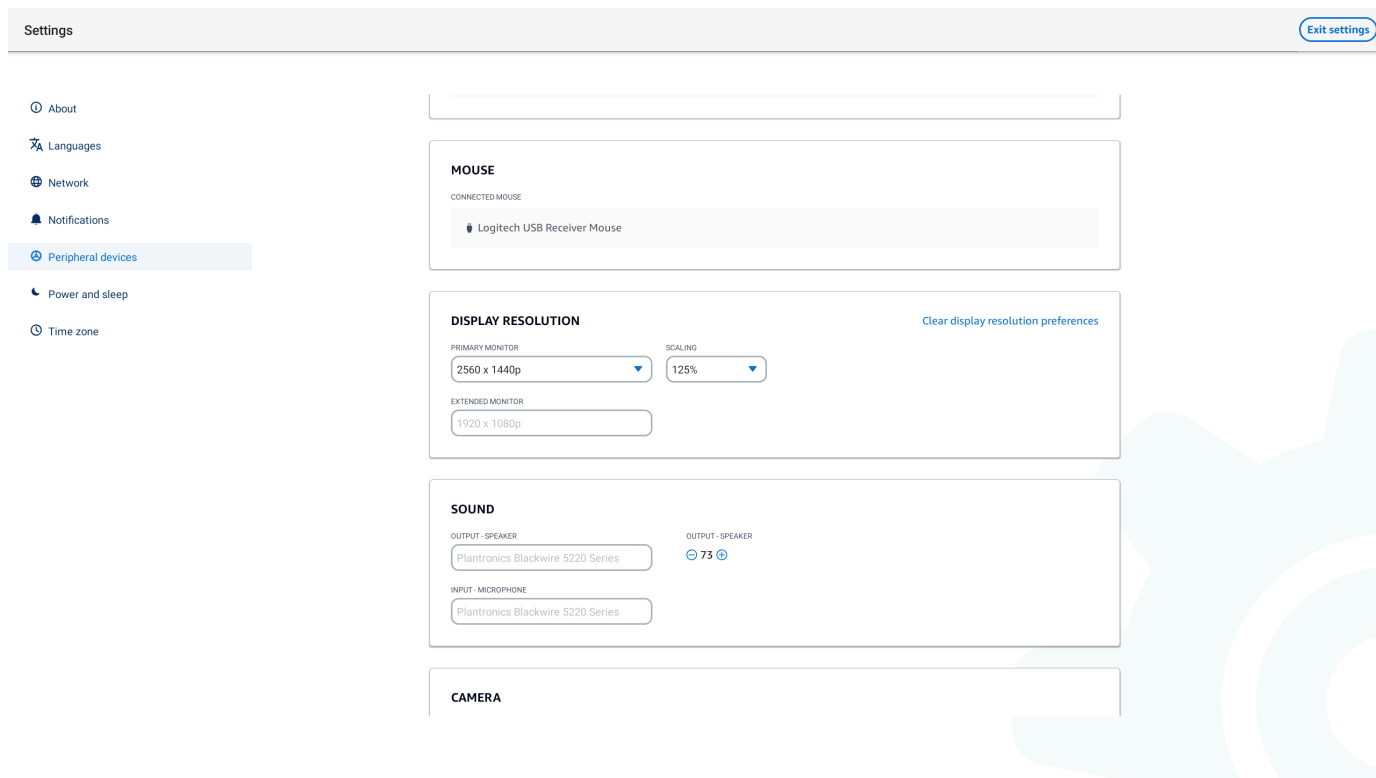 Settings
Exit settings
About
Languages
Network
Notifications
Peripheral devices
Power and sleep
Time zone
MOUSE
CONNECTED MOUSE
Logitech USB Receiver Mouse
DISPLAY RESOLUTION
Clear display resolution preferences
PRIMARY MONITOR
SCALING
2560 x 1440p
125%
EXTENDED MONITOR
1920 x 1080p
SOUND
OUTPUT - SPEAKER
OUTPUT - SPEAKER
Plantronics Blackwire 5220 Series
73
INPUT - MICROPHONE
Plantronics Blackwire 5220 Series
CAMERA